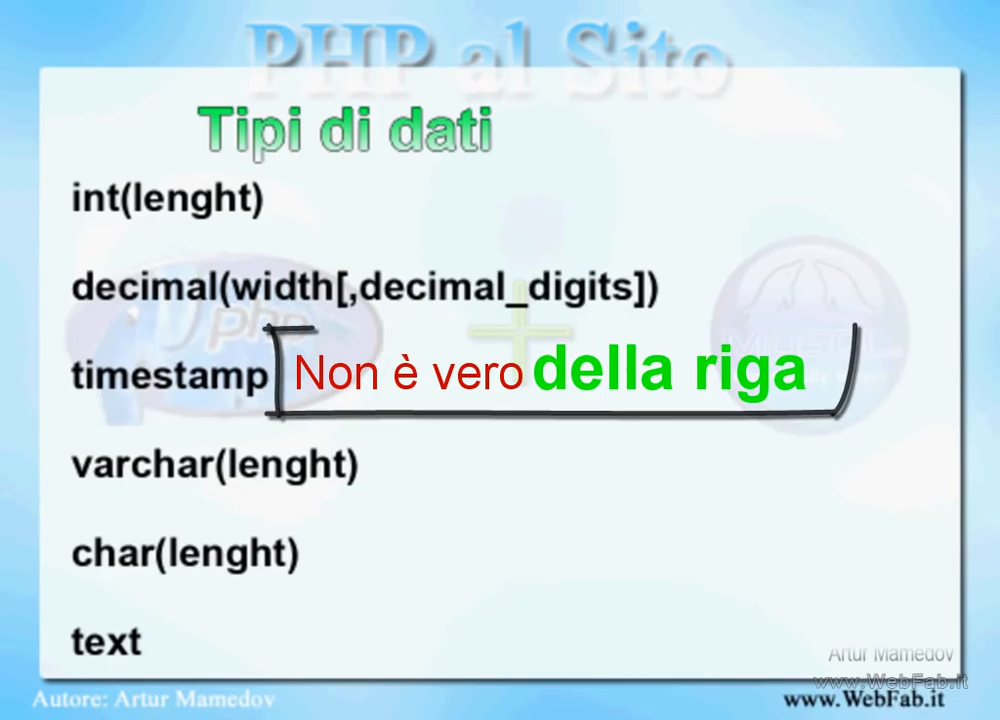 PHP al Sito
Tipi di dati
int(lenght)
decimal(width[,decimal_digits])
timestamp Non è vero della riga
varchar(lenght)
char(lenght)
text
Artur Mamedov
www.WebFab.it
Autore: Artur Mamedov www.WebFab.it